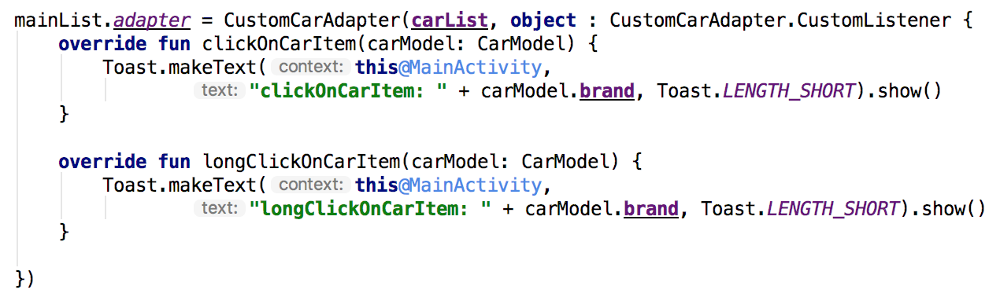 mainList.adapter = CustomCarAdapter(carList, object : CustomCarAdapter.CustomListener {
    override fun clickOnCarItem(carModel: CarModel) {
        Toast.makeText( context: this@MainActivity,
                text: "clickOnCarItem: " + carModel.brand, Toast.LENGTH_SHORT).show()
    }

    override fun longClickOnCarItem(carModel: CarModel) {
        Toast.makeText( context: this@MainActivity,
                text: "longClickOnCarItem: " + carModel.brand, Toast.LENGTH_SHORT).show()
    }

})